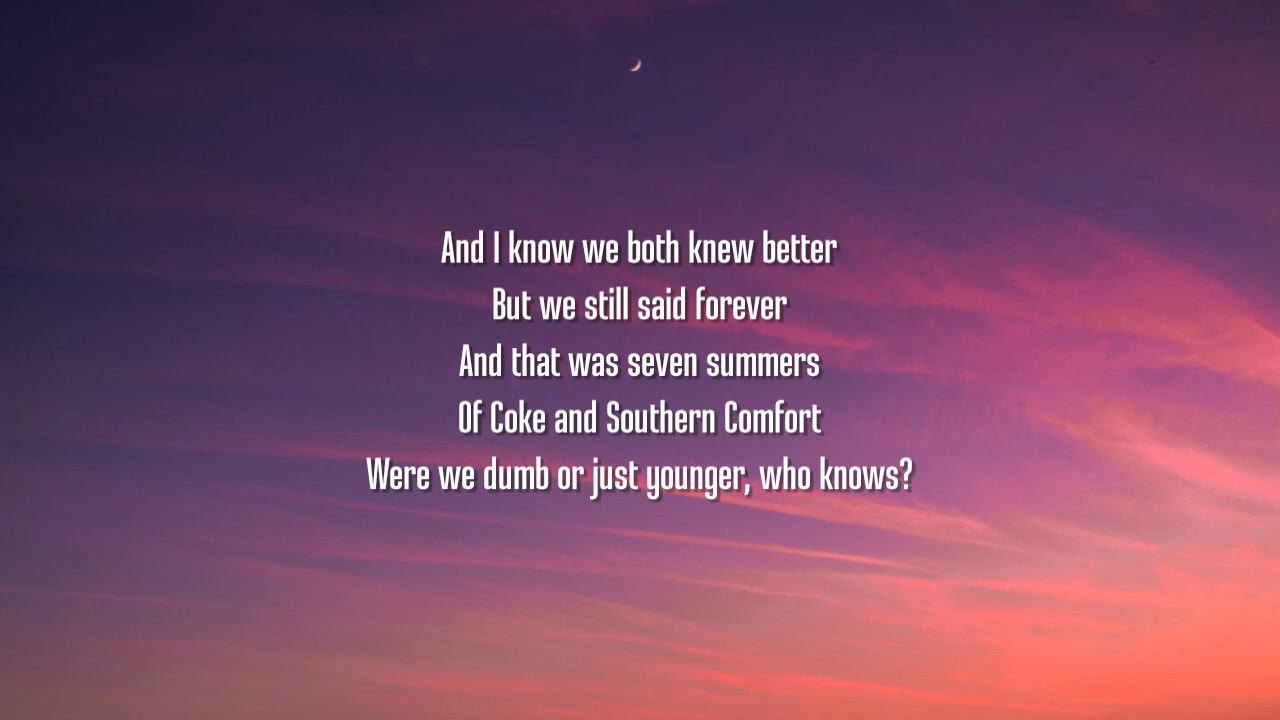 And I know we both knew better
But we still said forever
And that was seven summers
Of Coke and Southern Comfort
Were we dumb or just younger, who knows?